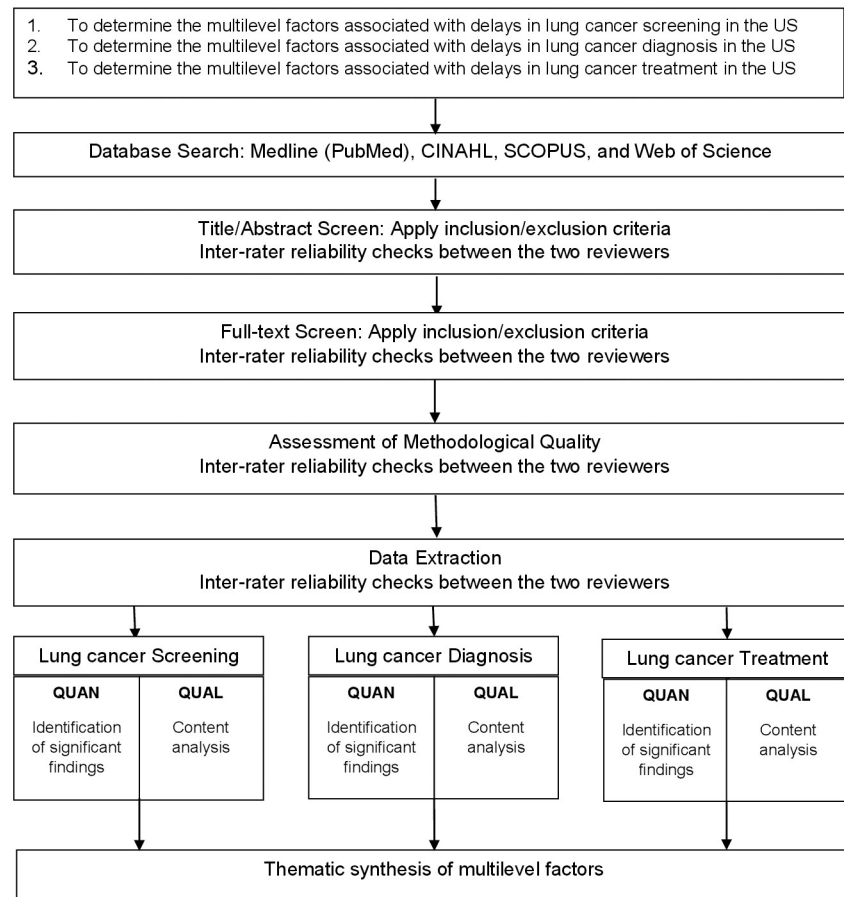 1. To determine the multilevel factors associated with delays in lung cancer screening in the US
2. To determine the multilevel factors associated with delays in lung cancer diagnosis in the US
3. To determine the multilevel factors associated with delays in lung cancer treatment in the US
Database Search: Medline (PubMed), CINAHL, SCOPUS, and Web of Science
Title/Abstract Screen: Apply inclusion/exclusion criteria
Inter-rater reliability checks between the two reviewers
Full-text Screen: Apply inclusion/exclusion criteria
Inter-rater reliability checks between the two reviewers
Assessment of Methodological Quality
Inter-rater reliability checks between the two reviewers
Data Extraction
Inter-rater reliability checks between the two reviewers
Lung cancer Screening
QUAN
Identification
of significant
findings
QUAL
Content
analysis
Lung cancer Diagnosis
QUAN
Identification
of significant
findings
QUAL
Content
analysis
Lung cancer Treatment
QUAN
Identification
of significant
findings
QUAL
Content
analysis
Thematic synthesis of multilevel factors